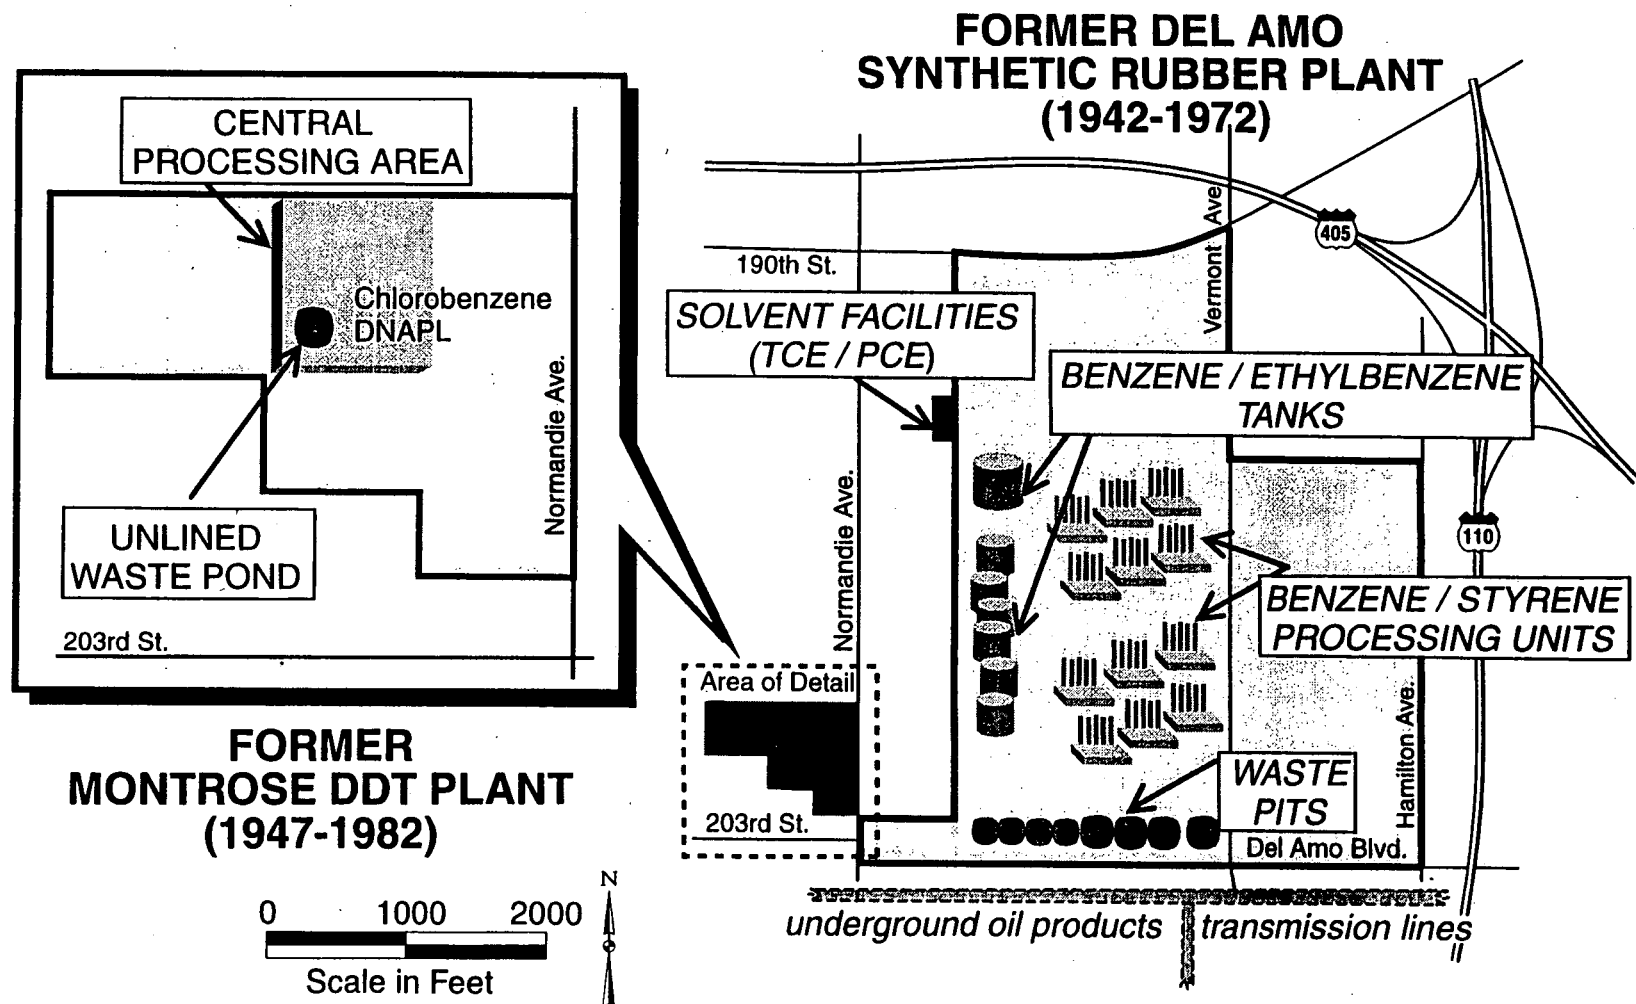 FORMER DEL AMO
SYNTHETIC RUBBER PLANT
(1942-1972)
CENTRAL
PROCESSING AREA
Chlorobenzene
DNAPL
Normandie Ave.
UNLINED
WASTE POND
203rd St.
FORMER
MONTROSE DDT PLANT
(1947-1982)
0 1000 2000
Scale in Feet
N
190th St.
Vermont Ave.
405
SOLVENT FACILITIES
(TCE / PCE)
BENZENE / ETHYLBENZENE
TANKS
Normandie Ave.
110
BENZENE / STYRENE
PROCESSING UNITS
Area of Detail
Hamilton Ave.
WASTE
PITS
203rd St.
Del Amo Blvd.
underground oil products transmission lines